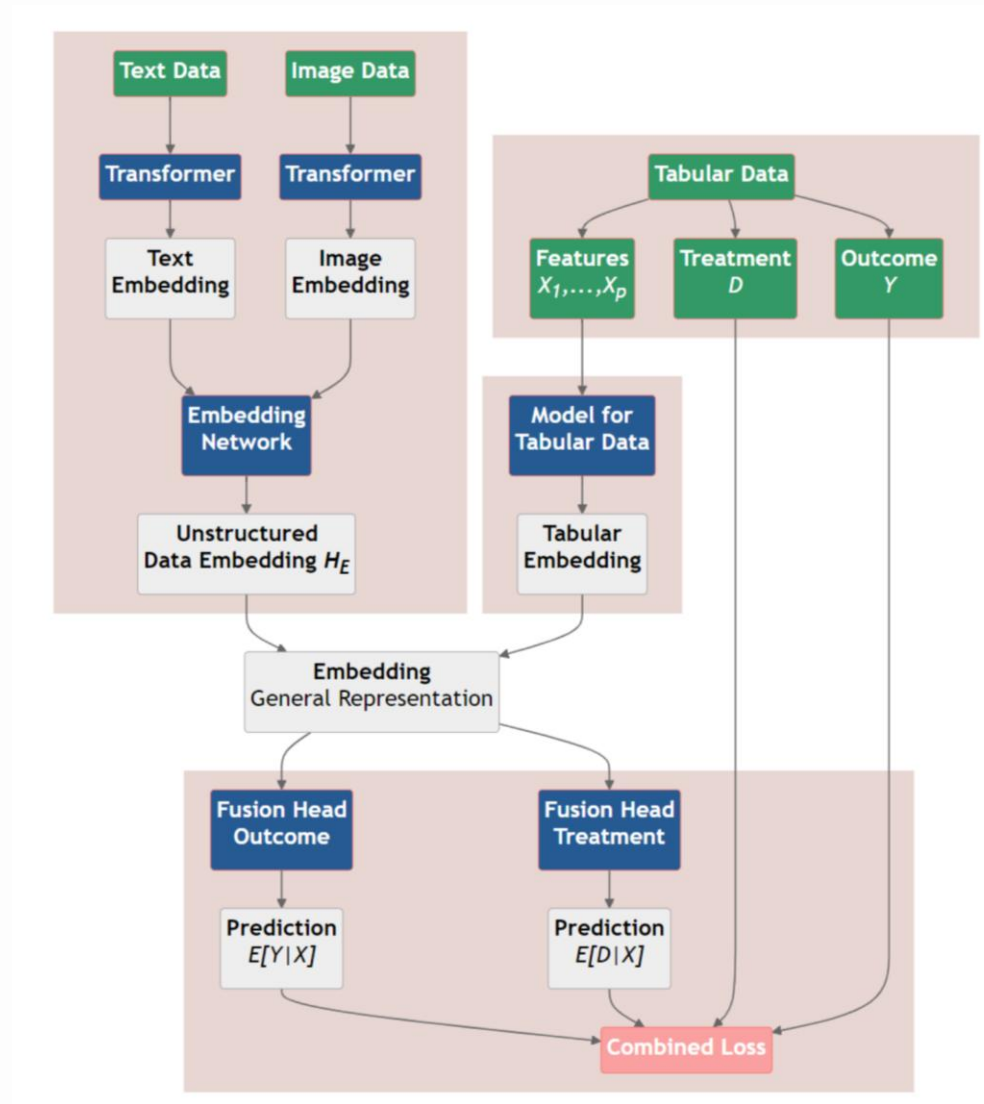 Text Data
Image Data
Transformer
Transformer
Tabular Data
Text
Embedding
Image
Embedding
Features
X1,...,Xp
Treatment
D
Outcome
Y
Embedding
Network
Model for
Tabular Data
Unstructured
Data Embedding HE
Tabular
Embedding
Embedding
General Representation
Fusion Head
Outcome
Fusion Head
Treatment
Prediction
E[Y|X]
Prediction
E[D|X]
Combined Loss